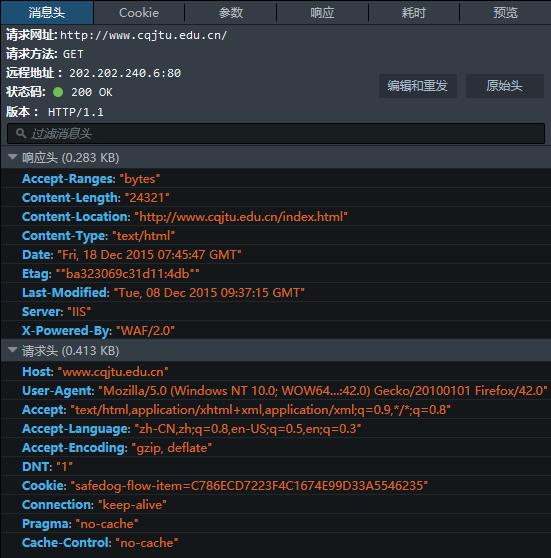 消息头 Cookie 参数 响应 耗时 预览
请求网址: http://www.cqjtu.edu.cn/
请求方法: GET
远程地址: 202.202.240.6:80
状态码: 200 OK
编辑和重发 原始头
版本: HTTP/1.1
过滤消息头
响应头 (0.283 KB)
Accept-Ranges: "bytes"
Content-Length: "24321"
Content-Location: "http://www.cqjtu.edu.cn/index.html"
Content-Type: "text/html"
Date: "Fri, 18 Dec 2015 07:45:47 GMT"
Etag: ""ba323069c31d11:4db""
Last-Modified: "Tue, 08 Dec 2015 09:37:15 GMT"
Server: "IIS"
X-Powered-By: "WAF/2.0"
请求头 (0.413 KB)
Host: "www.cqjtu.edu.cn"
User-Agent: "Mozilla/5.0 (Windows NT 10.0; WOW64...:42.0) Gecko/20100101 Firefox/42.0"
Accept: "text/html,application/xhtml+xml,application/xml;q=0.9,*/*;q=0.8"
Accept-Language: "zh-CN,zh;q=0.8,en-US;q=0.5,en;q=0.3"
Accept-Encoding: "gzip, deflate"
DNT: "1"
Cookie: "safedog-flow-item=C786ECD7223F4C1674E99D33A5546235"
Connection: "keep-alive"
Pragma: "no-cache"
Cache-Control: "no-cache"